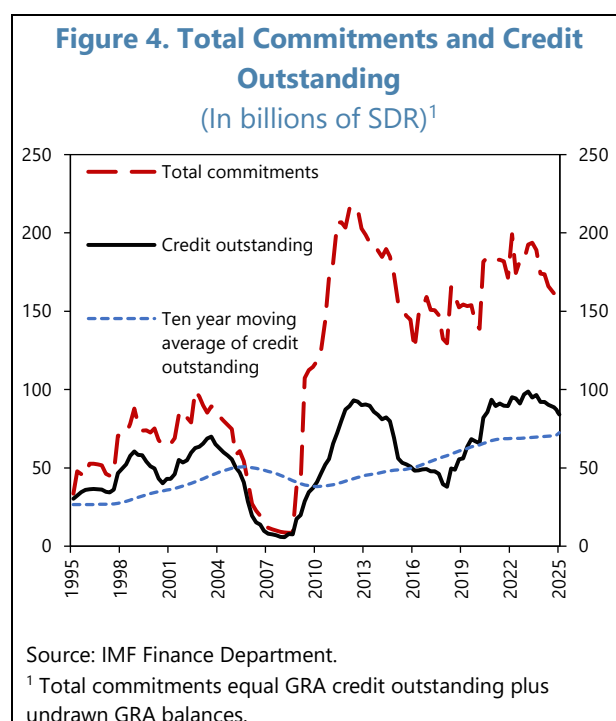 Figure 4. Total Commitments and Credit
Outstanding
(In billions of SDR)¹
250
200
150
100
50
0
250
200
150
100
50
0
Total commitments
Credit outstanding
Ten year moving
average of credit
outstanding
1995
1998
2001
2004
2007
2010
2013
2016
2019
2022
2025
Source: IMF Finance Department.
¹ Total commitments equal GRA credit outstanding plus
undrawn GRA balances.